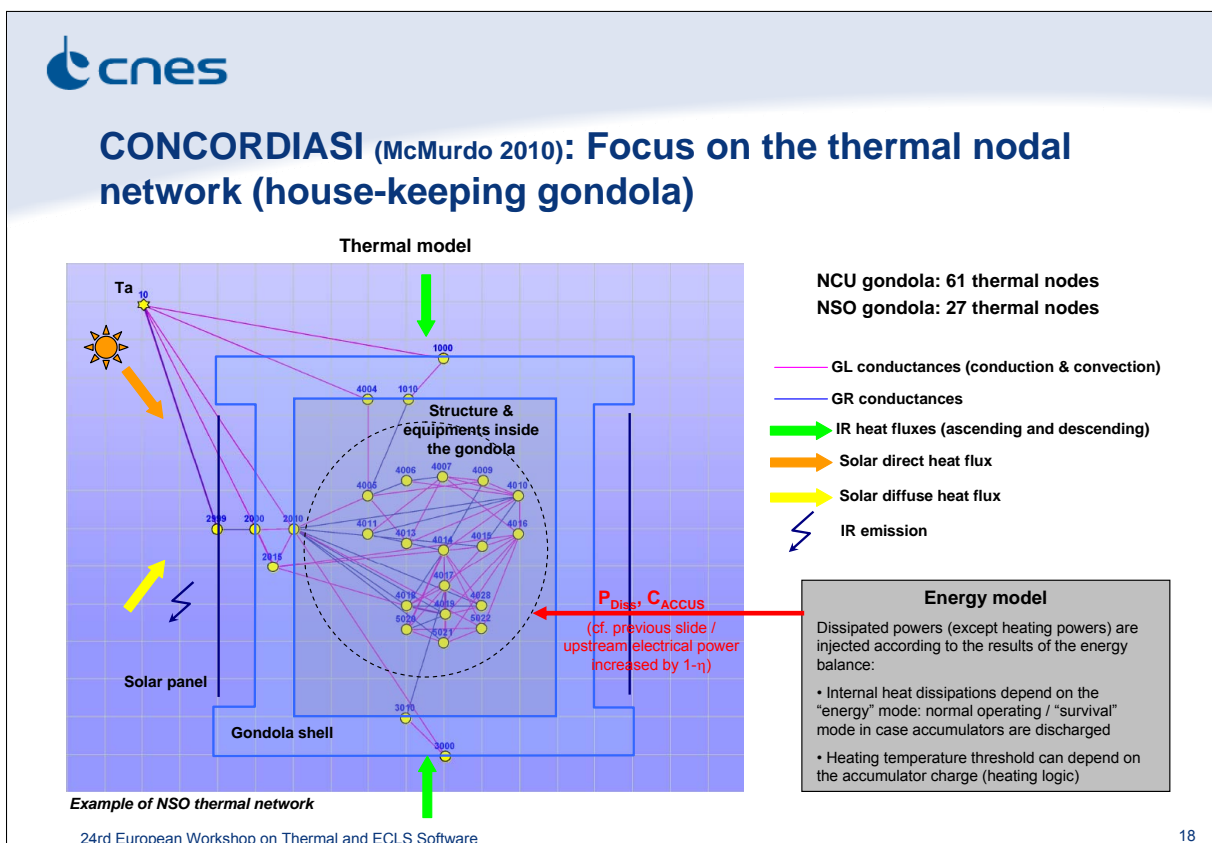 cnes
CONCORDIASI (McMurdo 2010): Focus on the thermal nodal
network (house-keeping gondola)
Thermal model
Ta
10
1000
4004
1010
Structure &
equipments inside
the gondola
4006
4007
4009
4005
4010
4011
4013
4014
4015
4016
2999
2000
2010
2015
4017
4018
4019
4028
5020
5021
5022
3010
3000
Solar panel
Gondola shell
Example of NSO thermal network
NCU gondola: 61 thermal nodes
NSO gondola: 27 thermal nodes
GL conductances (conduction & convection)
GR conductances
IR heat fluxes (ascending and descending)
Solar direct heat flux
Solar diffuse heat flux
IR emission
PDiss, CACCUS
(cf. previous slide /
upstream electrical power
increased by 1-η)
Energy model
Dissipated powers (except heating powers) are
injected according to the results of the energy
balance:
• Internal heat dissipations depend on the
“energy” mode: normal operating / “survival”
mode in case accumulators are discharged
• Heating temperature threshold can depend on
the accumulator charge (heating logic)
24rd European Workshop on Thermal and ECLS Software
18